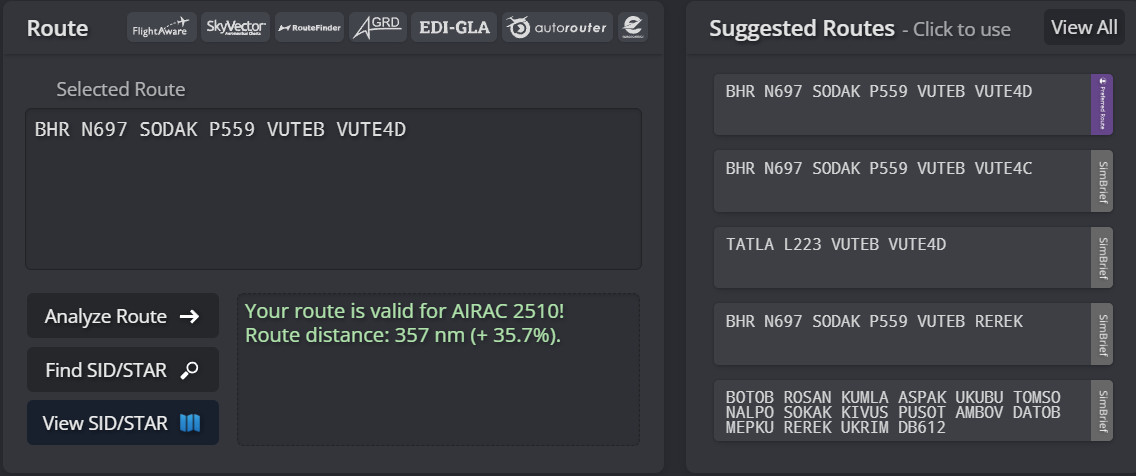 Route
FlightAware
SkyVector
Aeronautical Charts
RouteFinder
GRD
EDI-GLA
autorouter
Selected Route
BHR N697 SODAK P559 VUTEB VUTE4D
Analyze Route
Find SID/STAR
View SID/STAR
Your route is valid for AIRAC 2510!
Route distance: 357 nm (+ 35.7%).
Suggested Routes - Click to use
View All
BHR N697 SODAK P559 VUTEB VUTE4D
Preferred Route
BHR N697 SODAK P559 VUTEB VUTE4C
SimBrief
TATLA L223 VUTEB VUTE4D
SimBrief
BHR N697 SODAK P559 VUTEB REREK
SimBrief
BOTOB ROSAN KUMLA ASPAK UKUBU TOMSO
NALPO SOKAK KIVUS PUSOT AMBOV DATOB
MEPKU REREK UKRIM DB612
SimBrief